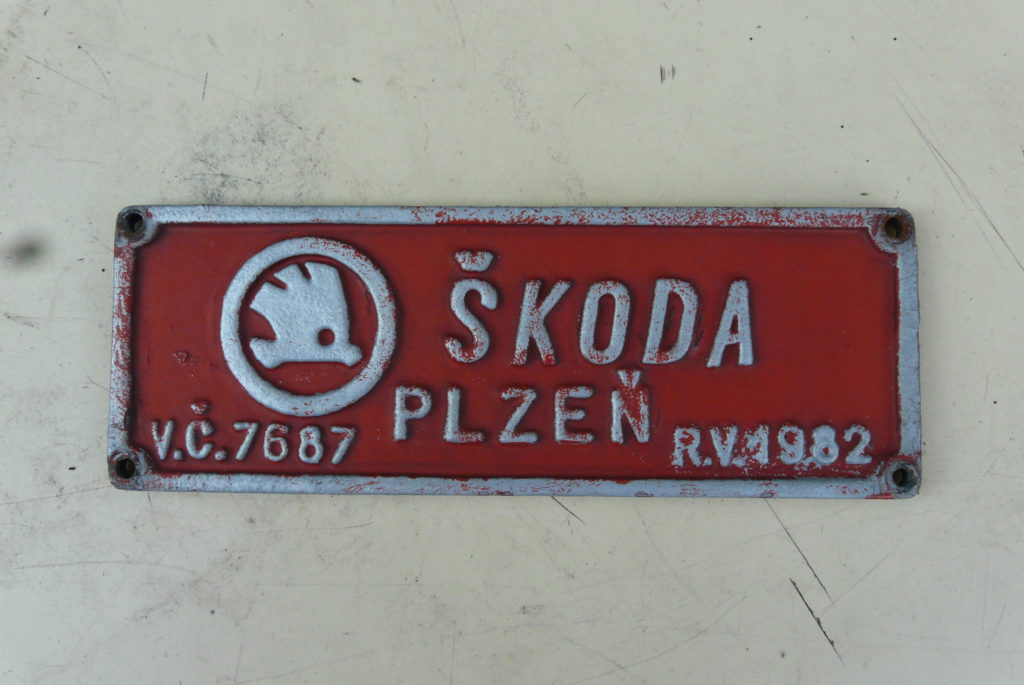 ŠKODA
PLZEŇ
V.Č.7687
R.V.1982